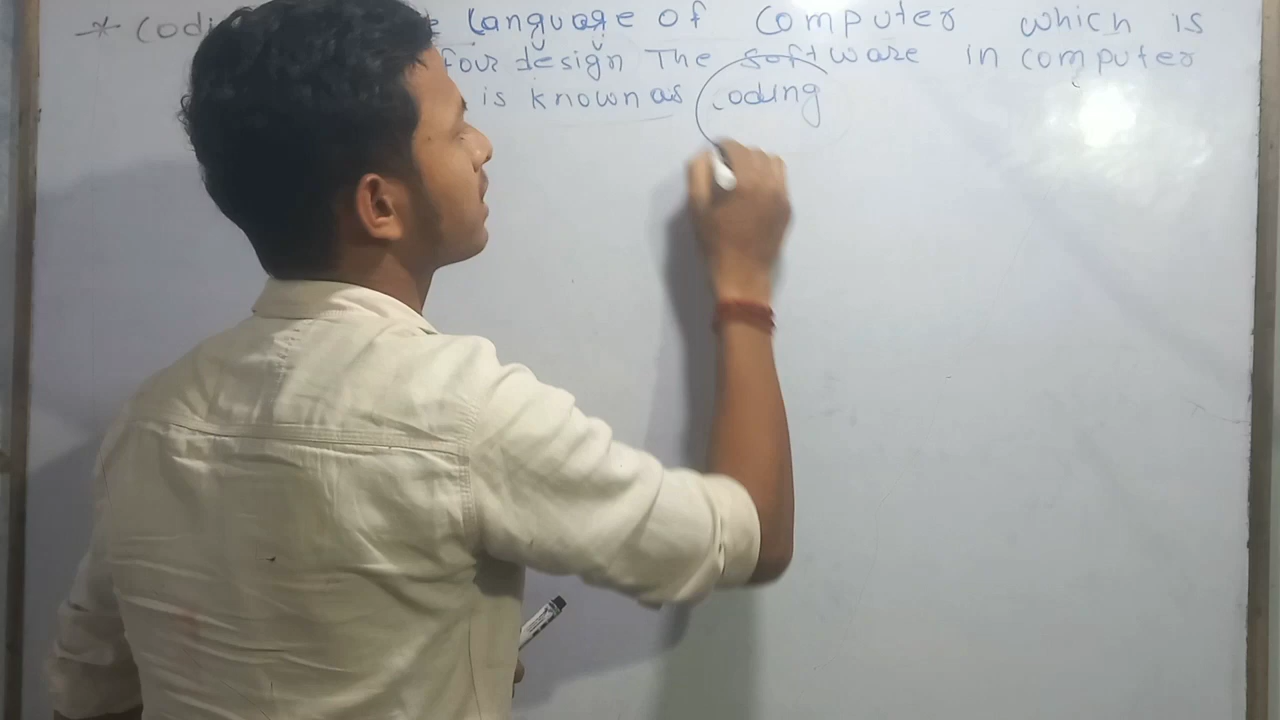 * Codi language of Computer which is
four design The software in computer
is known as coding